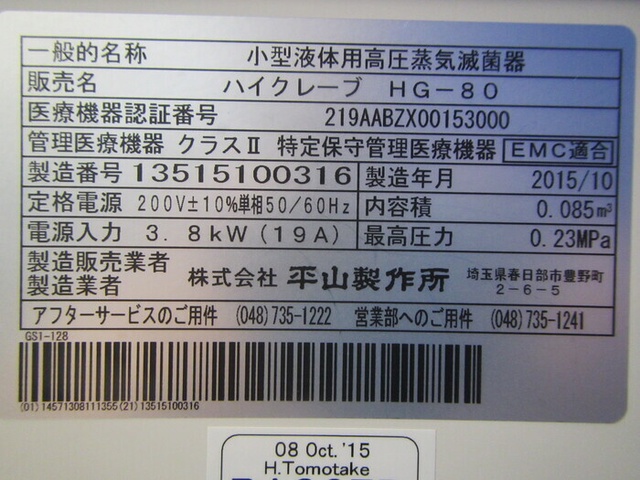 一般的名称 小型液体用高圧蒸気滅菌器
販売名 ハイクレーブ HG-80
医療機器認証番号 219AABZX00153000
管理医療機器 クラスⅡ 特定保守管理医療機器 EMC適合
製造番号 13515100316 製造年月 2015/10
定格電源 200V±10%単相50/60Hz 内容積 0.085m³
電源入力 3.8kW(19A) 最高圧力 0.23MPa
製造販売業者
製造業者 株式会社 平山製作所 埼玉県春日部市豊野町
2-6-5
アフターサービスのご用件 (048)735-1222 営業部へのご用件 (048)735-1241
GS1-128
(01)14571308111355(21)13515100316
08 Oct.'15
H.Tomotake